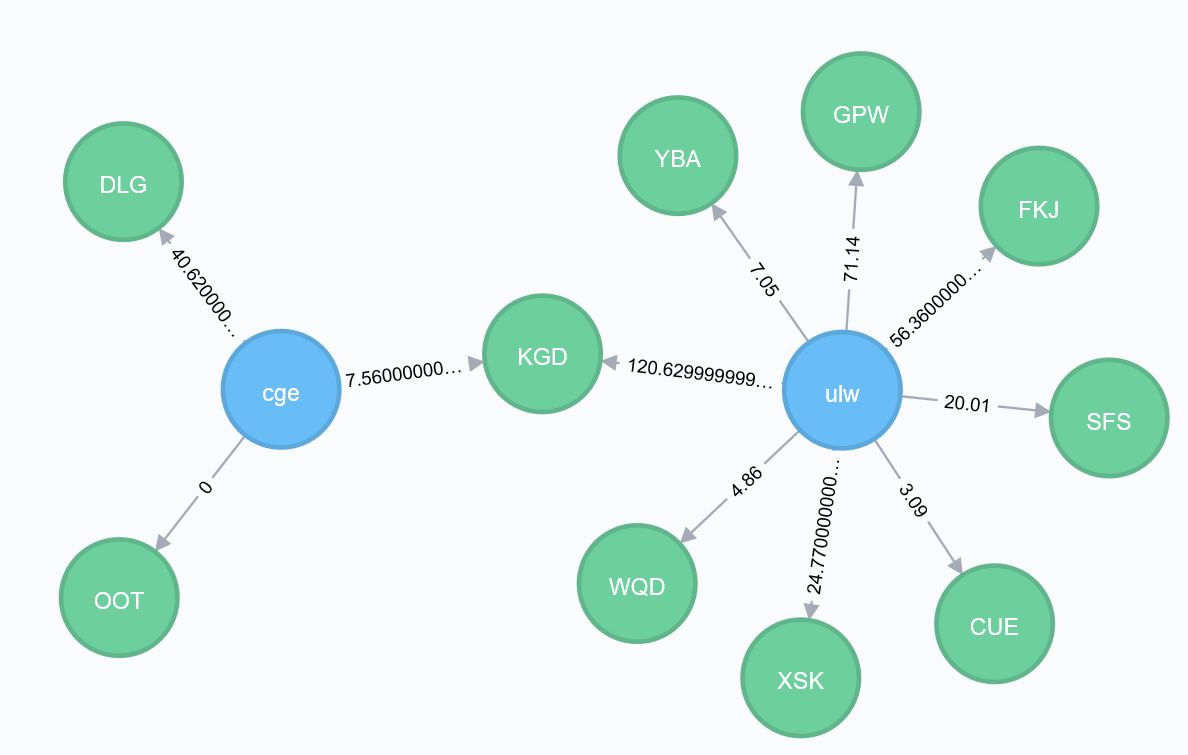 GPW
YBA
DLG
FKJ
71.14
7.05
40.620000...
56.3600000...
KGD
7.56000000...
120.629999999...
cge
ulw
20.01
SFS
4.86
0
3.09
24.770000000...
WQD
OOT
CUE
XSK